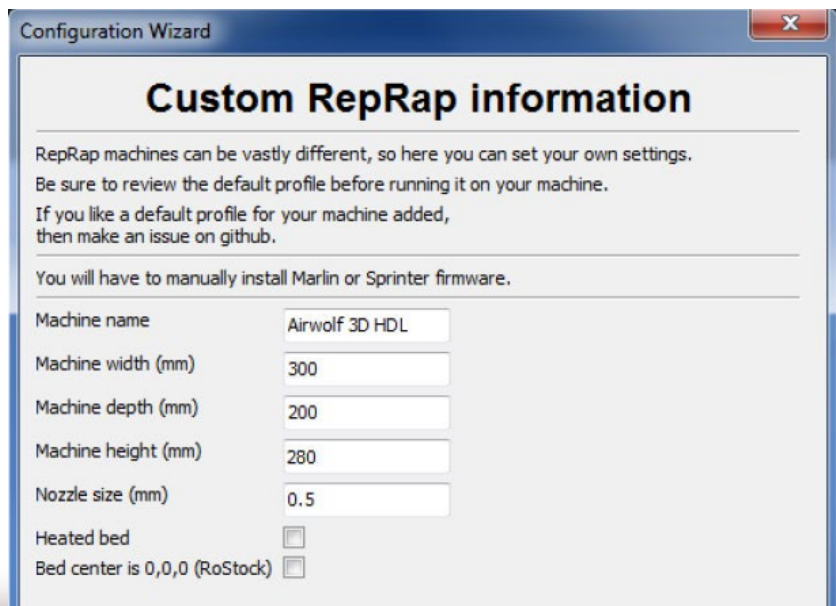 Configuration Wizard
Custom RepRap information
RepRap machines can be vastly different, so here you can set your own settings.
Be sure to review the default profile before running it on your machine.
If you like a default profile for your machine added,
then make an issue on github.
You will have to manually install Marlin or Sprinter firmware.
Machine name Airwolf 3D HDL
Machine width (mm) 300
Machine depth (mm) 200
Machine height (mm) 280
Nozzle size (mm) 0.5
Heated bed
Bed center is 0,0,0 (RoStock)